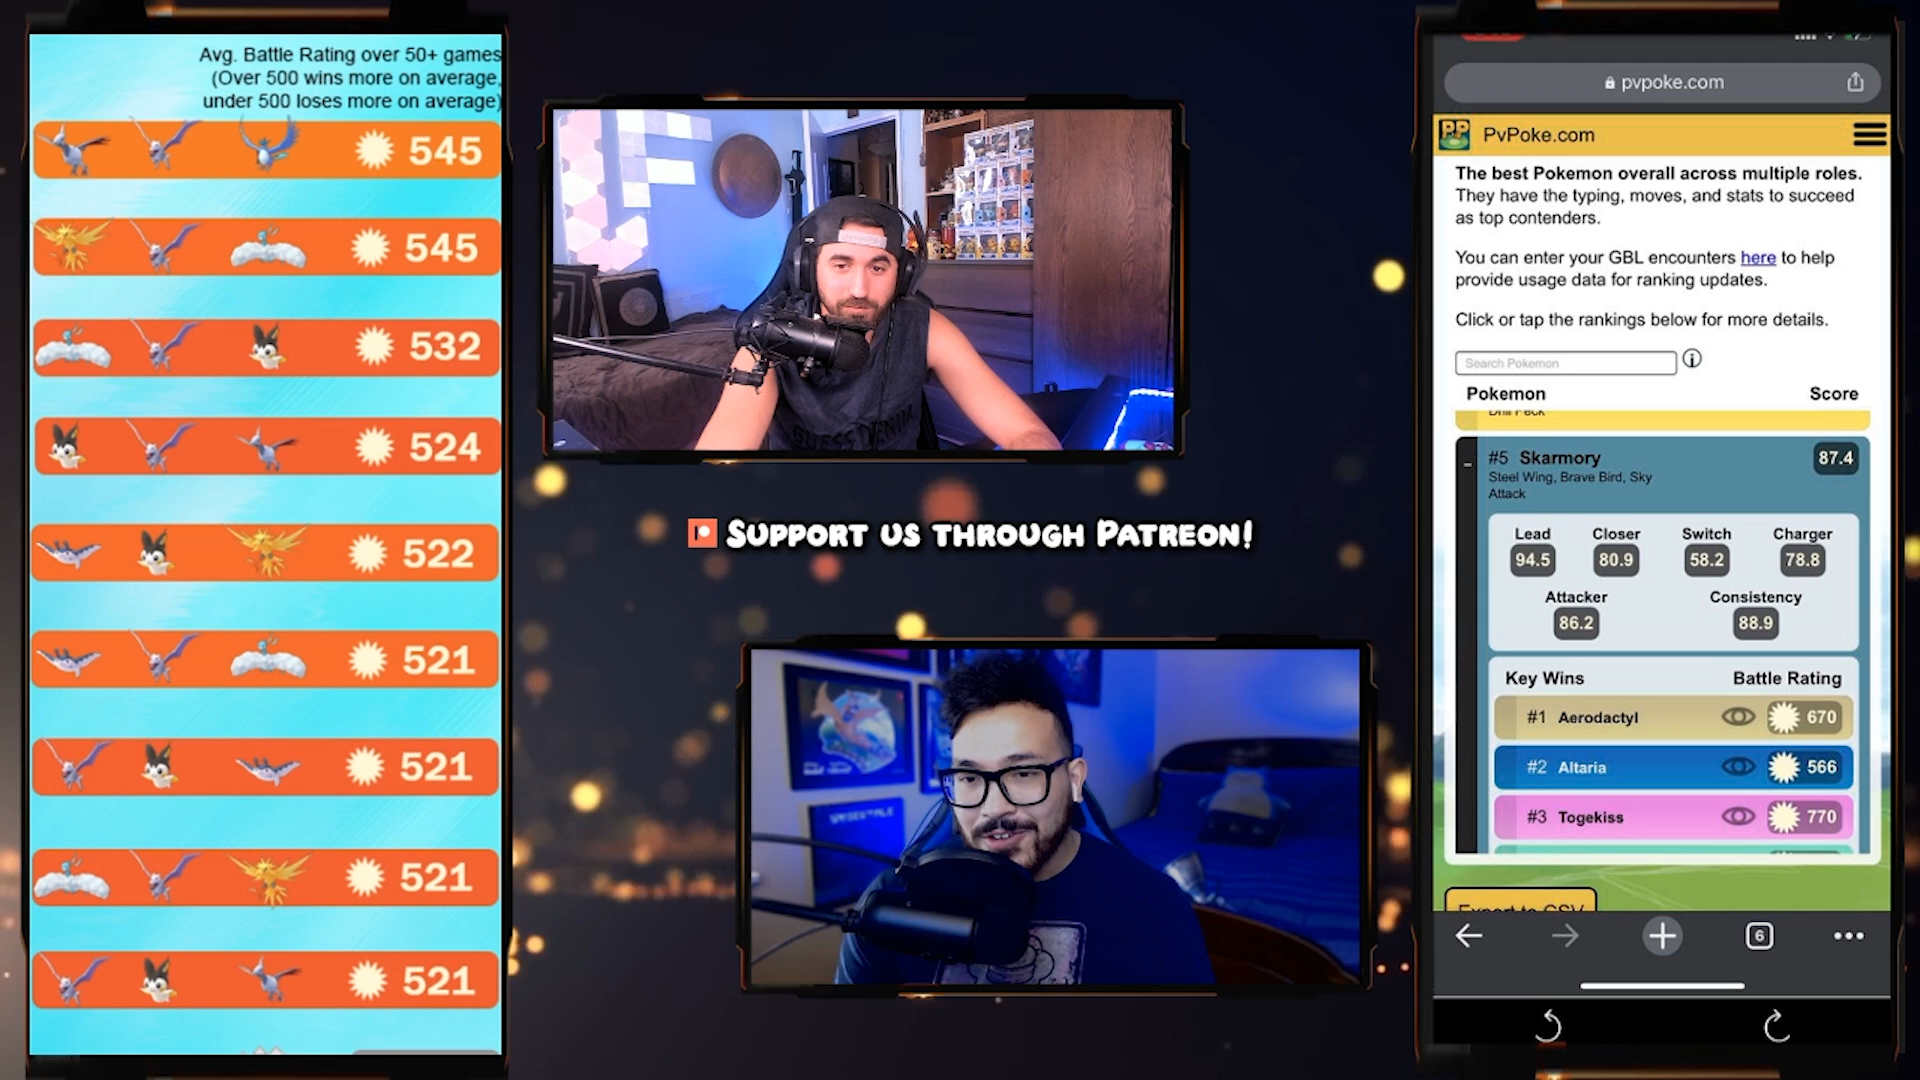 Avg. Battle Rating over 50+ games
(Over 500 wins more on average,
under 500 loses more on average)
545
545
532
524
522
521
521
521
521
Support us through Patreon!
pvpoke.com
PvPoke.com
The best Pokemon overall across multiple roles.
They have the typing, moves, and stats to succeed
as top contenders.
You can enter your GBL encounters here to help
provide usage data for ranking updates.
Click or tap the rankings below for more details.
Search Pokemon
Pokemon Score
Drill Peck
#5 Skarmory 87.4
Steel Wing, Brave Bird, Sky
Attack
Lead Closer Switch Charger
94.5 80.9 58.2 78.8
Attacker Consistency
86.2 88.9
Key Wins Battle Rating
#1 Aerodactyl 670
#2 Altaria 566
#3 Togekiss 770
Export to CSV
6